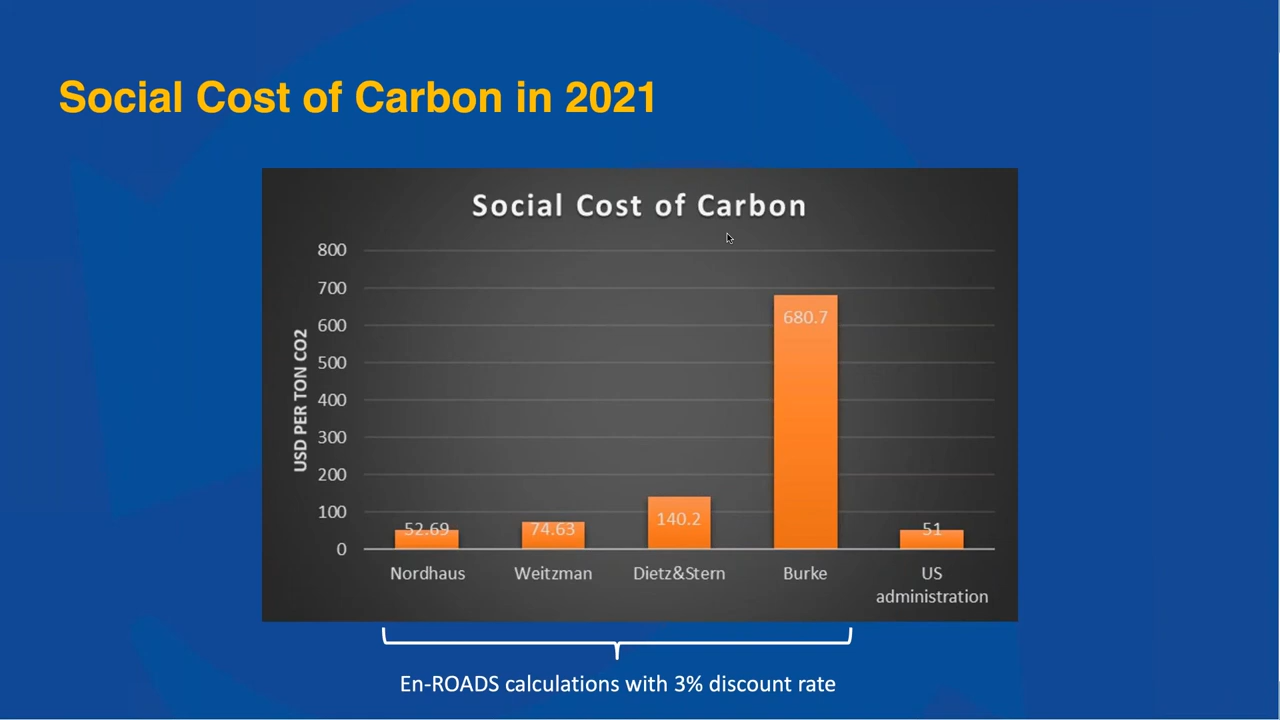 Social Cost of Carbon in 2021
Social Cost of Carbon
USD PER TON CO2
800
700
600
500
400
300
200
100
0
52.69
74.63
140.2
680.7
51
Nordhaus
Weitzman
Dietz&Stern
Burke
US
administration
En-ROADS calculations with 3% discount rate